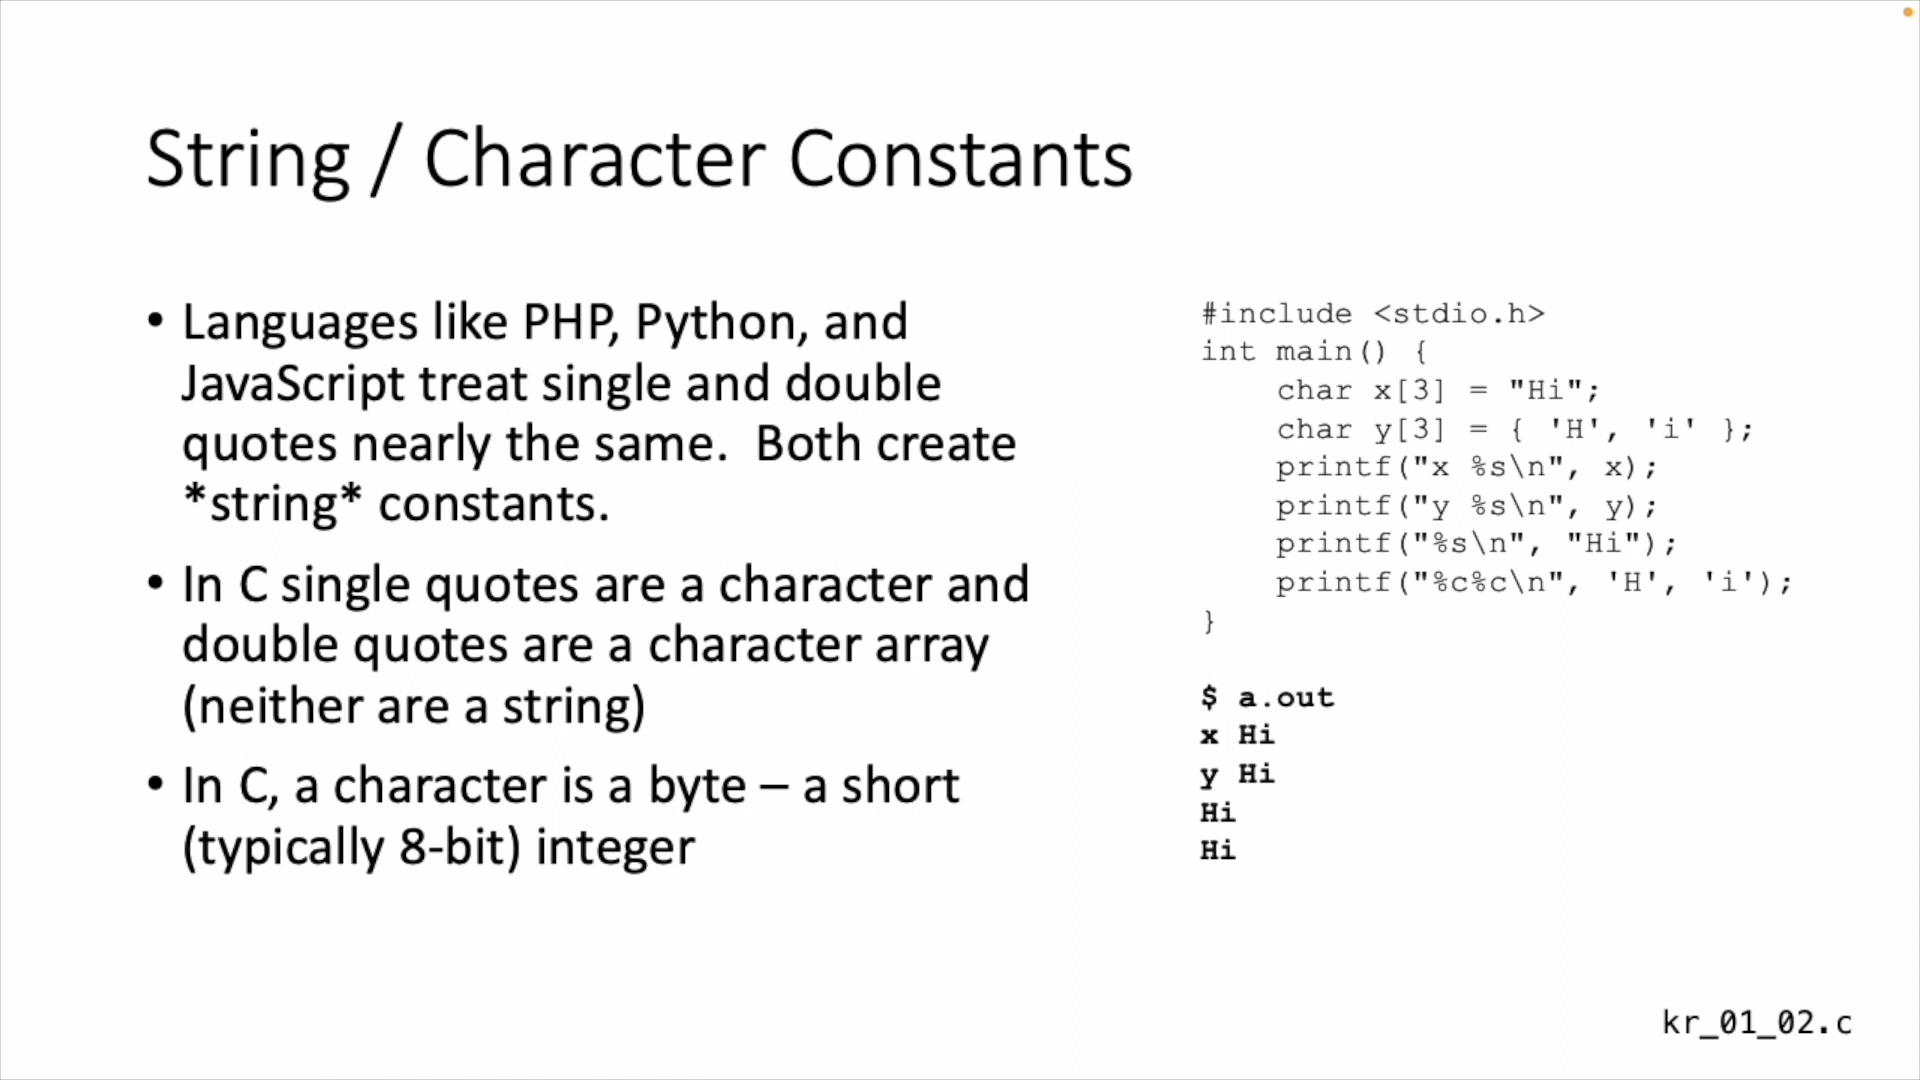 String / Character Constants
• Languages like PHP, Python, and
JavaScript treat single and double
quotes nearly the same.  Both create
*string* constants.
• In C single quotes are a character and
double quotes are a character array
(neither are a string)
• In C, a character is a byte – a short
(typically 8-bit) integer
#include <stdio.h>
int main() {
    char x[3] = "Hi";
    char y[3] = { 'H', 'i' };
    printf("x %s\n", x);
    printf("y %s\n", y);
    printf("%s\n", "Hi");
    printf("%c%c\n", 'H', 'i');
}
$ a.out
x Hi
y Hi
Hi
Hi
kr_01_02.c